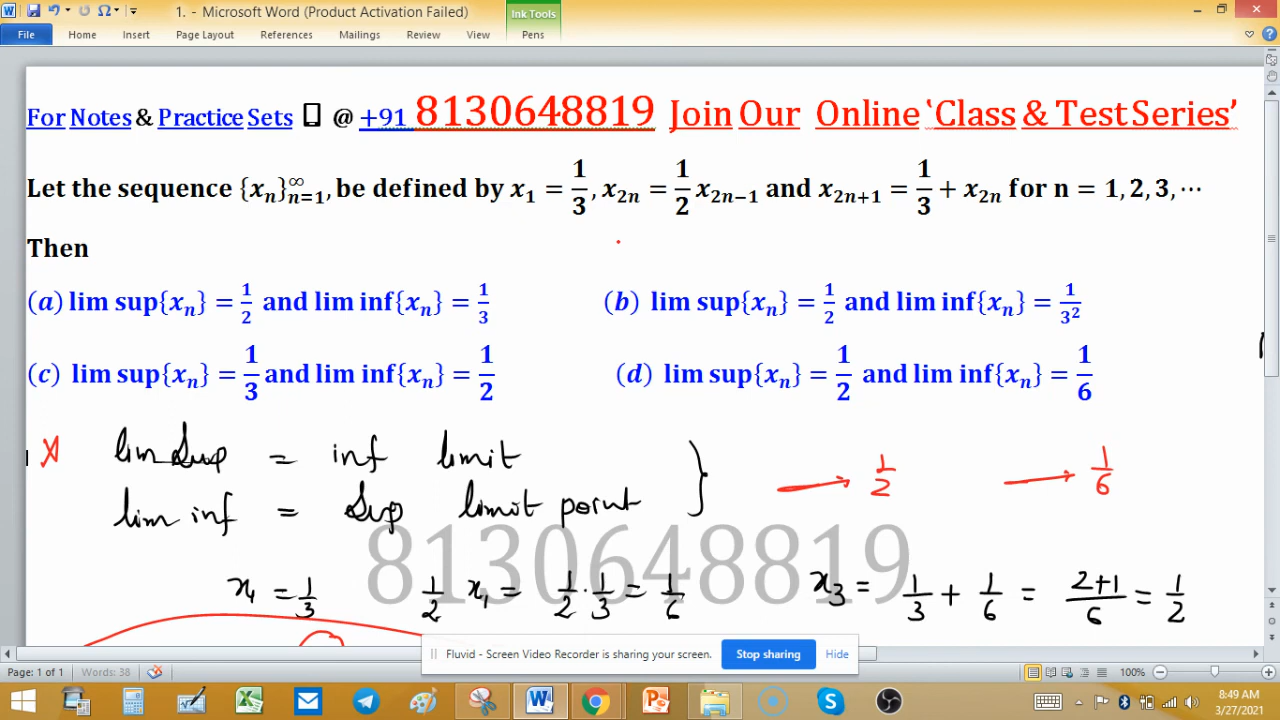 1. - Microsoft Word (Product Activation Failed)
Ink Tools
File Home Insert Page Layout References Mailings Review View Pens
For Notes & Practice Sets @ +91 8130648819 Join Our Online 'Class & Test Series'
Let the sequence {xₙ}ₙ₌₁^∞, be defined by x₁ = 1/3, x₂ₙ = 1/2 x₂ₙ₋₁ and x₂ₙ₊₁ = 1/3 + x₂ₙ for n = 1, 2, 3, ⋯
Then
(a) lim sup{xₙ} = 1/2 and lim inf{xₙ} = 1/3 (b) lim sup{xₙ} = 1/2 and lim inf{xₙ} = 1/3²
(c) lim sup{xₙ} = 1/3 and lim inf{xₙ} = 1/2 (d) lim sup{xₙ} = 1/2 and lim inf{xₙ} = 1/6
lim Sup = inf limit → 1/2 → 1/6
lim inf = Sup limit point
8130648819
x₁ = 1/3 1/2 x₁ = 1/2 · 1/3 = 1/6 x₃ = 1/3 + 1/6 = 2+1/6 = 1/2
Fluvid - Screen Video Recorder is sharing your screen. Stop sharing Hide
Page: 1 of 1 Words: 38 100%
8:49 AM
3/27/2021